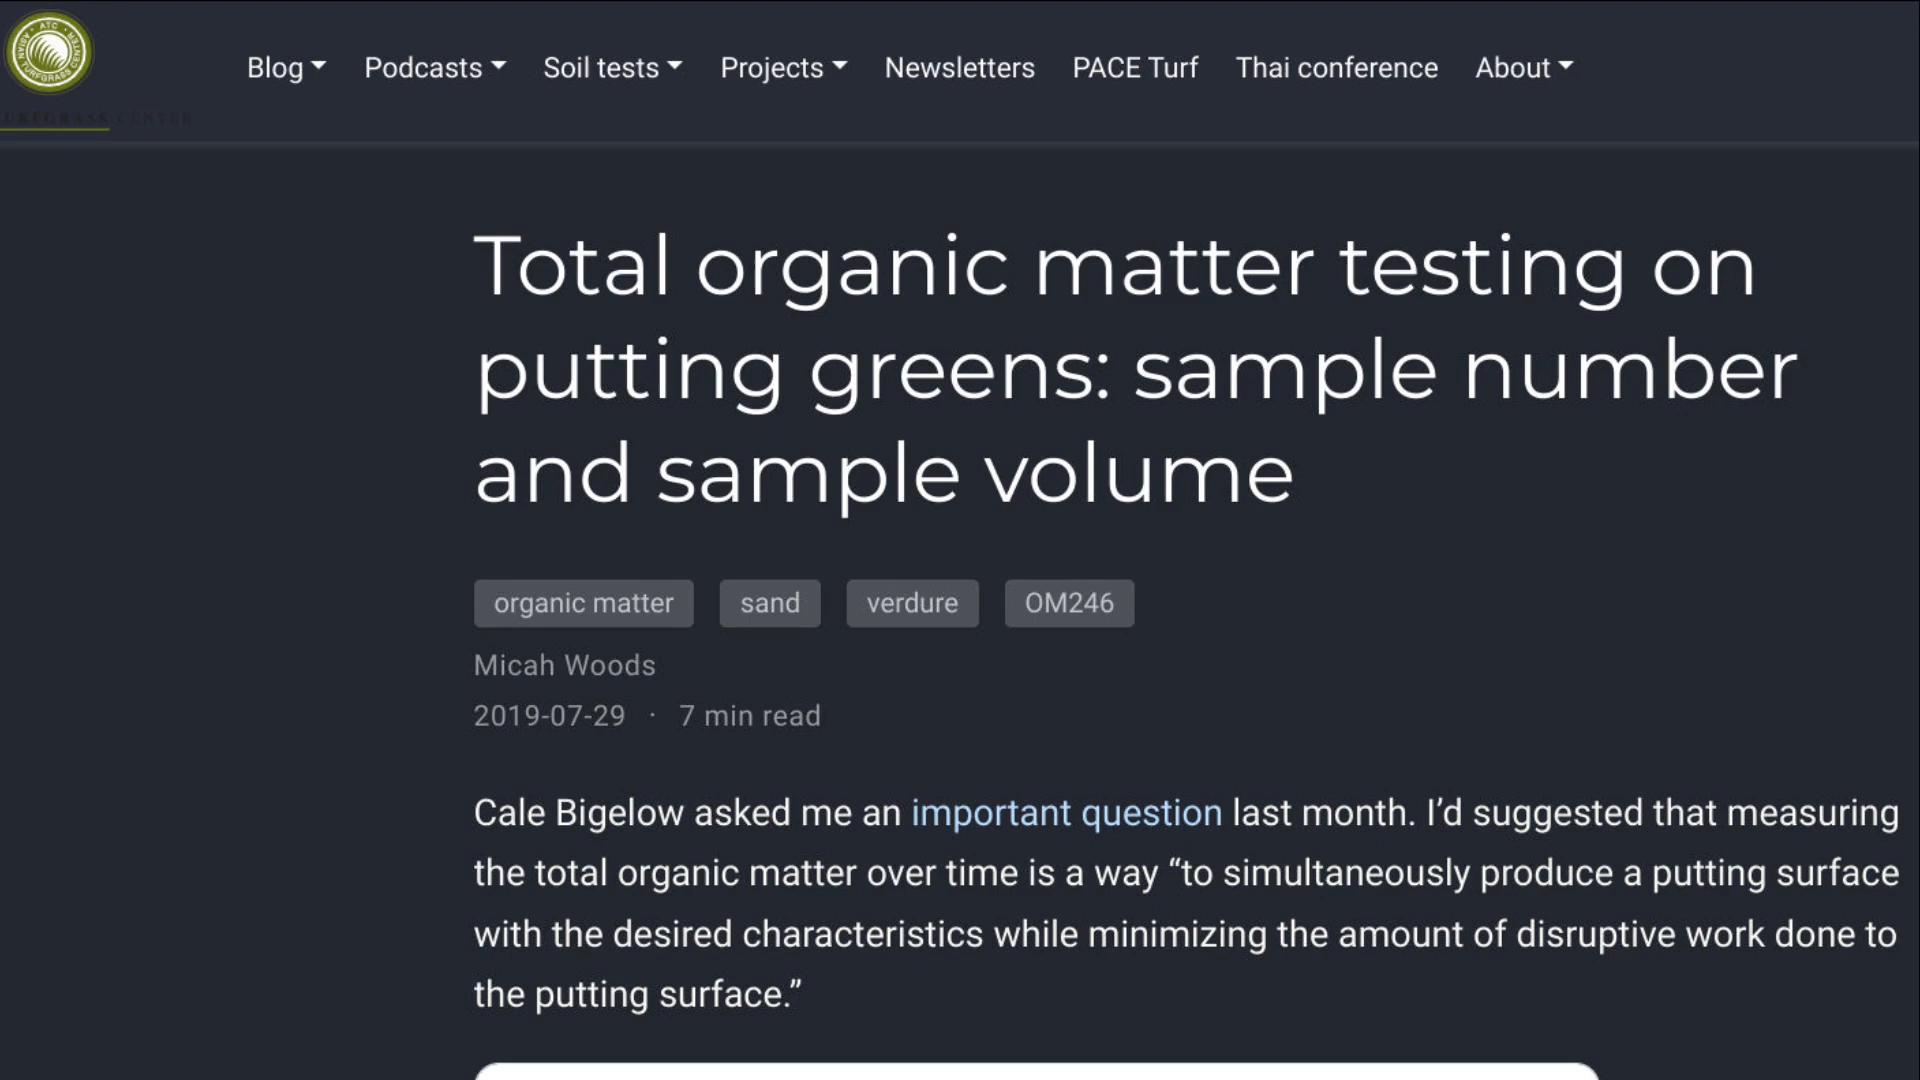 ATC
ASIAN TURFGRASS CENTER
Blog
Podcasts
Soil tests
Projects
Newsletters
PACE Turf
Thai conference
About
Total organic matter testing on
putting greens: sample number
and sample volume
organic matter
sand
verdure
OM246
Micah Woods
2019-07-29 · 7 min read
Cale Bigelow asked me an important question last month. I’d suggested that measuring
the total organic matter over time is a way “to simultaneously produce a putting surface
with the desired characteristics while minimizing the amount of disruptive work done to
the putting surface.”